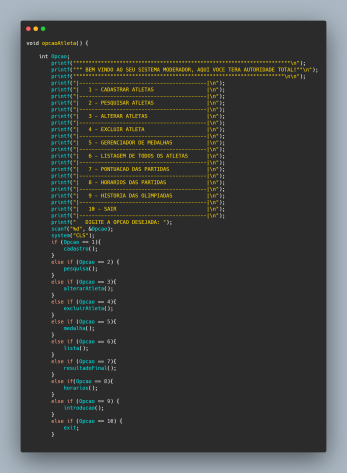 void opcaoAtleta() {
int Opcao;
printf("*****************************************************************\n");
printf("*** BEM VINDO AO SEU SISTEMA MODERADOR, AQUI VOCE TERA AUTORIDADE TOTAL!**\n");
printf("*****************************************************************\n\n");
printf("|---------------------------------------|\n");
printf("|   1 - CADASTRAR ATLETAS               |\n");
printf("|---------------------------------------|\n");
printf("|   2 - PESQUISAR ATLETAS               |\n");
printf("|---------------------------------------|\n");
printf("|   3 - ALTERAR ATLETAS                 |\n");
printf("|---------------------------------------|\n");
printf("|   4 - EXCLUIR ATLETA                  |\n");
printf("|---------------------------------------|\n");
printf("|   5 - GERENCIADOR DE MEDALHAS         |\n");
printf("|---------------------------------------|\n");
printf("|   6 - LISTAGEM DE TODOS OS ATLETAS    |\n");
printf("|---------------------------------------|\n");
printf("|   7 - PONTUACAO DAS PARTIDAS          |\n");
printf("|---------------------------------------|\n");
printf("|   8 - HORARIOS DAS PARTIDAS           |\n");
printf("|---------------------------------------|\n");
printf("|   9 - HISTORIA DAS OLIMPIADAS         |\n");
printf("|---------------------------------------|\n");
printf("|   10 - SAIR                           |\n");
printf("|---------------------------------------|\n");
printf("   DIGITE A OPCAO DESEJADA: ");
scanf("%d", &Opcao);
system("CLS");
if (Opcao == 1){
cadastro();
}
else if (Opcao == 2) {
pesquisa();
}
else if (Opcao == 3){
alterarAtleta();
}
else if (Opcao == 4){
excluirAtleta();
}
else if (Opcao == 5){
medalha();
}
else if (Opcao == 6){
lista();
}
else if (Opcao == 7){
resultadoFinal();
}
else if(Opcao == 8){
horarios();
}
else if (Opcao == 9) {
introducao();
}
else if (Opcao == 10) {
exit;
}